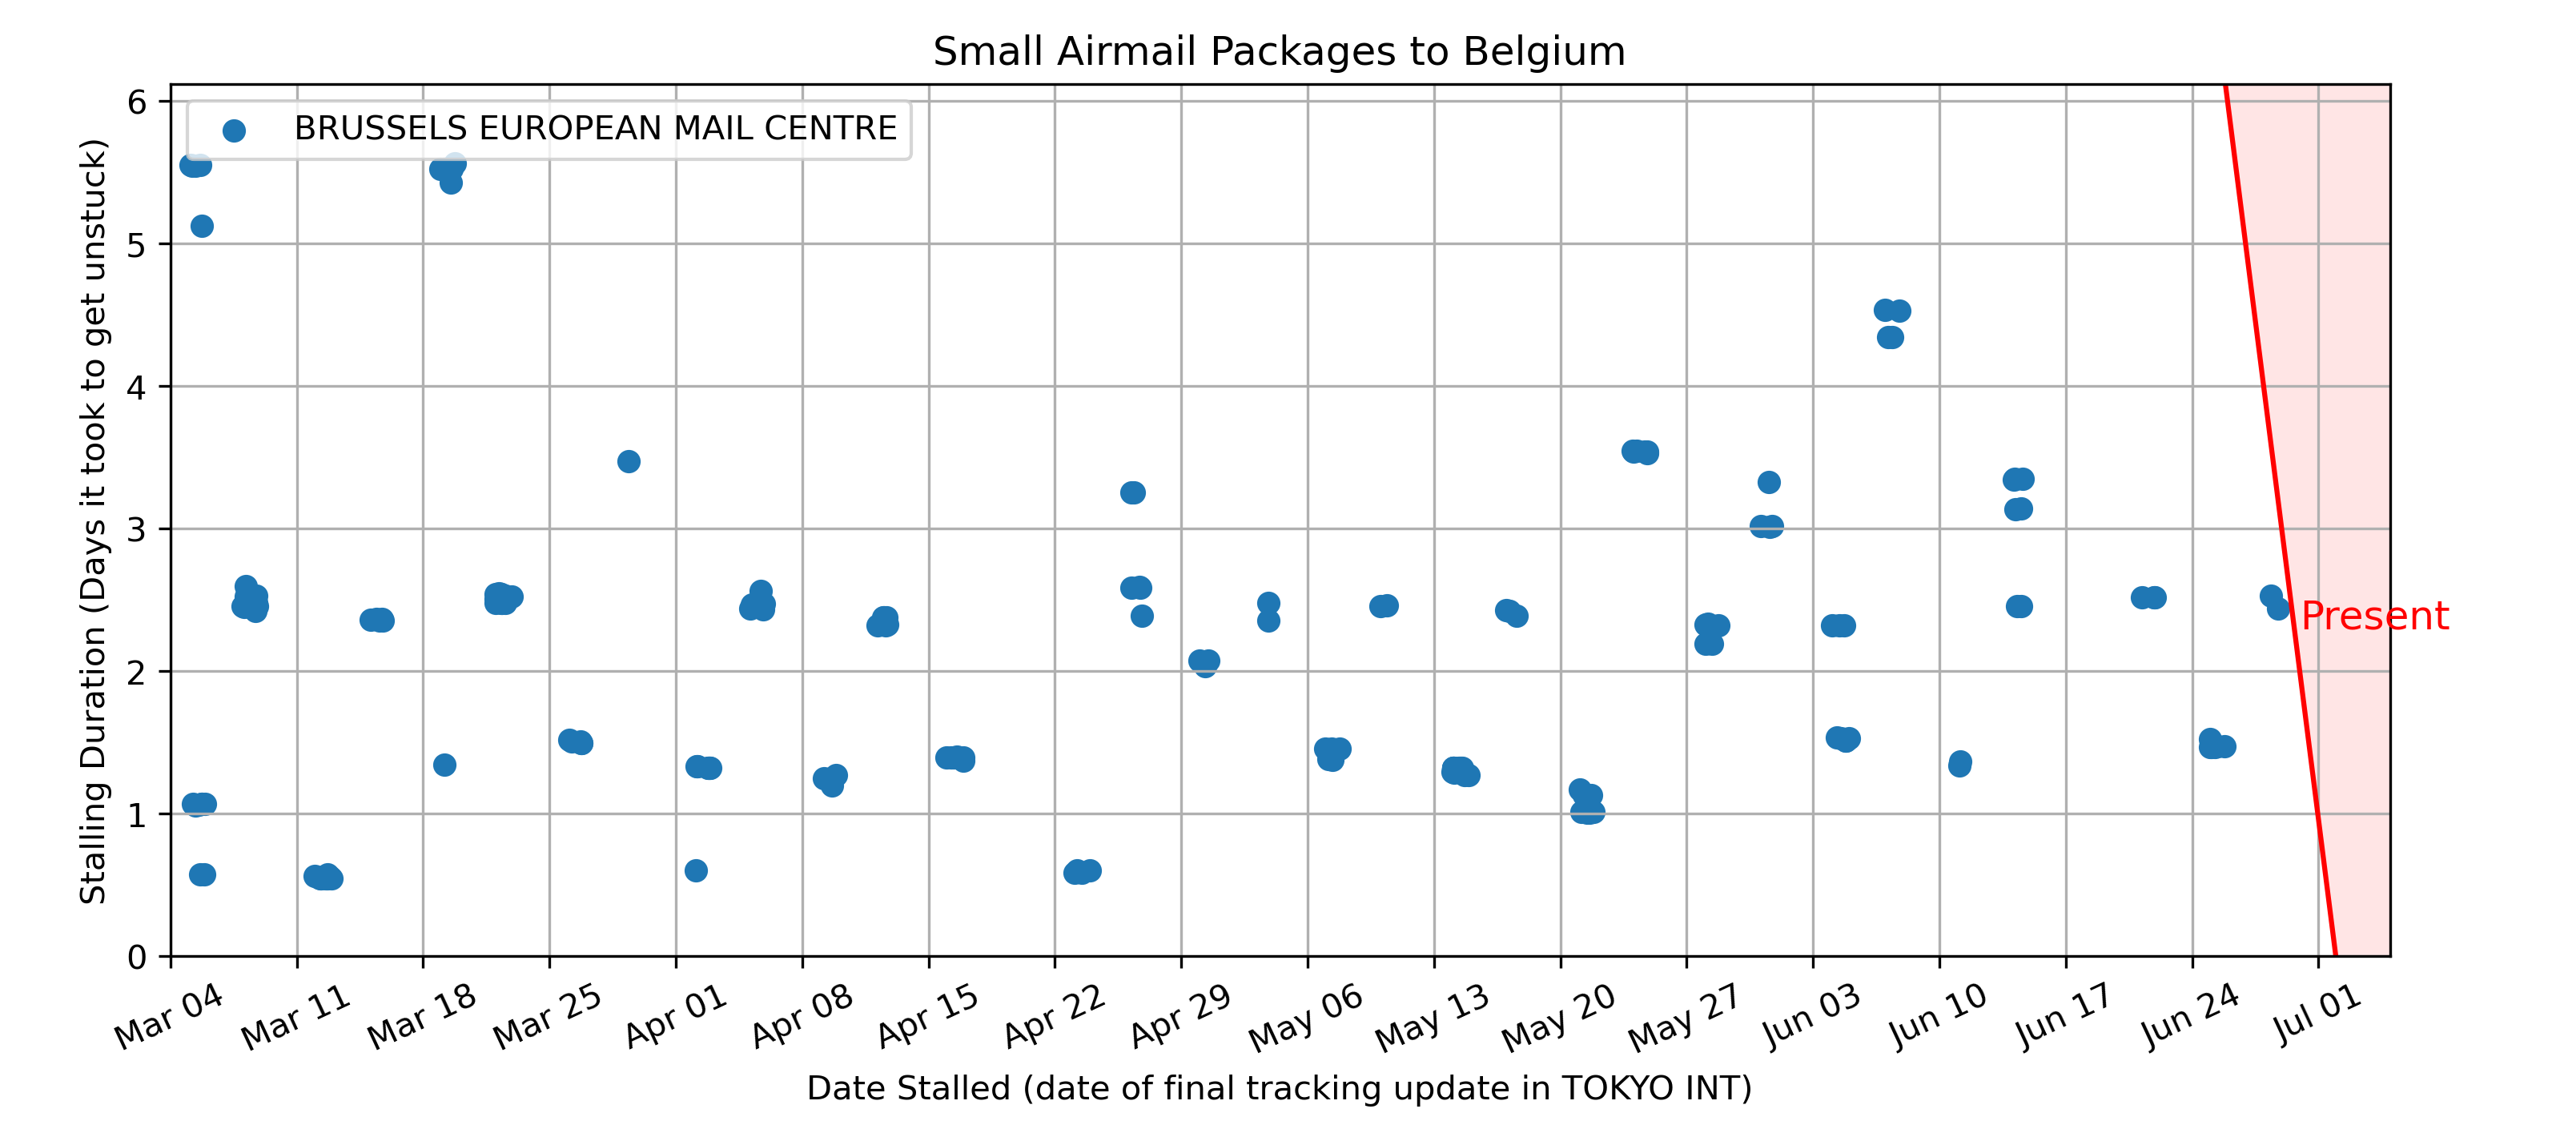 Small Airmail Packages to Belgium
BRUSSELS EUROPEAN MAIL CENTRE
Stalling Duration (Days it took to get unstuck)
6
5
4
3
2
1
0
Present
Mar 04
Mar 11
Mar 18
Mar 25
Apr 01
Apr 08
Apr 15
Apr 22
Apr 29
May 06
May 13
May 20
May 27
Jun 03
Jun 10
Jun 17
Jun 24
Jul 01
Date Stalled (date of final tracking update in TOKYO INT)